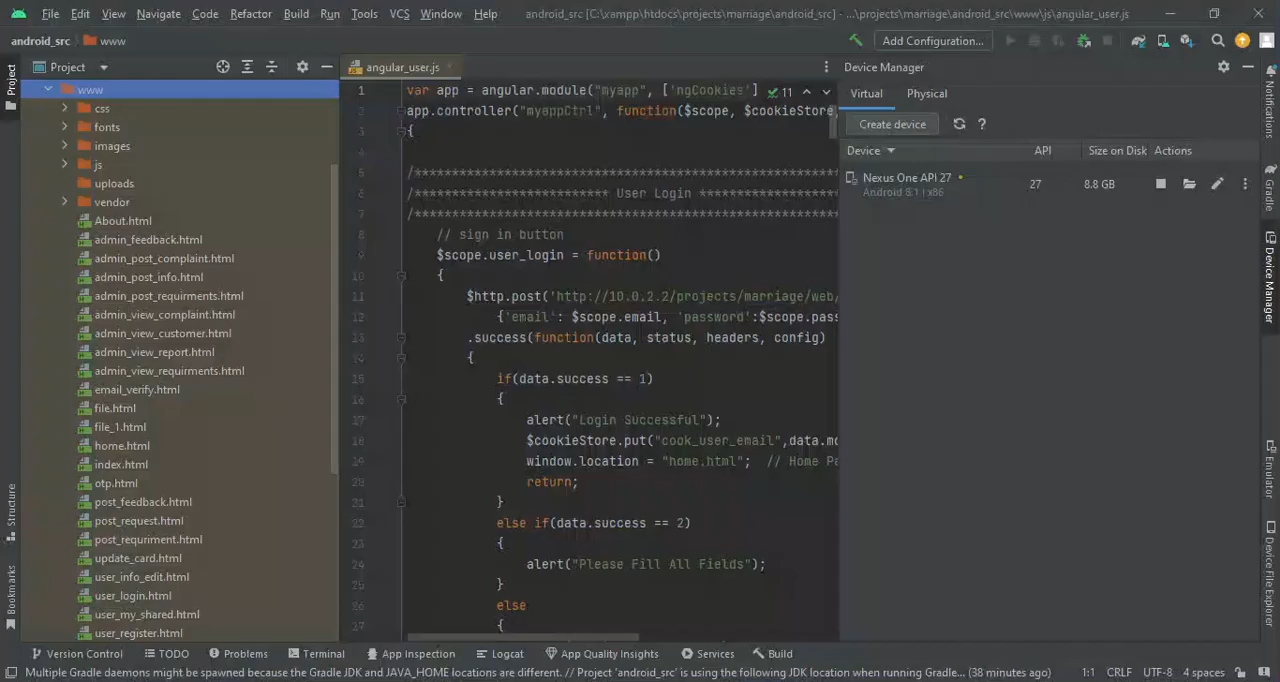 File Edit View Navigate Code Refactor Build Run Tools VCS Window Help android_src [C:\xampp\htdocs\projects\marriage\android_src] - ...\projects\marriage\android_src\www\js\angular_user.js
android_src www Add Configuration...
Project
Project
angular_user.js
Device Manager
www
css
fonts
images
js
uploads
vendor
About.html
admin_feedback.html
admin_post_complaint.html
admin_post_info.html
admin_post_requirments.html
admin_view_complaint.html
admin_view_customer.html
admin_view_report.html
admin_view_requirments.html
email_verify.html
file.html
file_1.html
home.html
index.html
otp.html
post_feedback.html
post_request.html
post_requriment.html
update_card.html
user_info_edit.html
user_login.html
user_my_shared.html
user_register.html
Structure
Bookmarks
1 var app = angular.module("myapp", ['ngCookies'] 11
2 app.controller("myappCtrl", function($scope, $cookieStore,
3 {
4
5 /*********************************************************
6 /************************** User Login *******************
7 /*********************************************************
8 // sign in button
9 $scope.user_login = function()
10 {
11 $http.post('http://10.0.2.2/projects/marriage/web/
12 {'email': $scope.email, 'password':$scope.pass
13 .success(function(data, status, headers, config)
14 {
15 if(data.success == 1)
16 {
17 alert("Login Successful");
18 $cookieStore.put("cook_user_email",data.mo
19 window.location = "home.html"; // Home Pa
20 return;
21 }
22 else if(data.success == 2)
23 {
24 alert("Please Fill All Fields");
25 }
26 else
27 {
Virtual Physical
Create device ?
Device API Size on Disk Actions
Nexus One API 27 27 8.8 GB
Android 8.1 | x86
Notifications
Gradle
Device Manager
Emulator
Device File Explorer
Version Control TODO Problems Terminal App Inspection Logcat App Quality Insights Services Build
Multiple Gradle daemons might be spawned because the Gradle JDK and JAVA_HOME locations are different. // Project 'android_src' is using the following JDK location when running Gradle... (38 minutes ago) 1:1 CRLF UTF-8 4 spaces